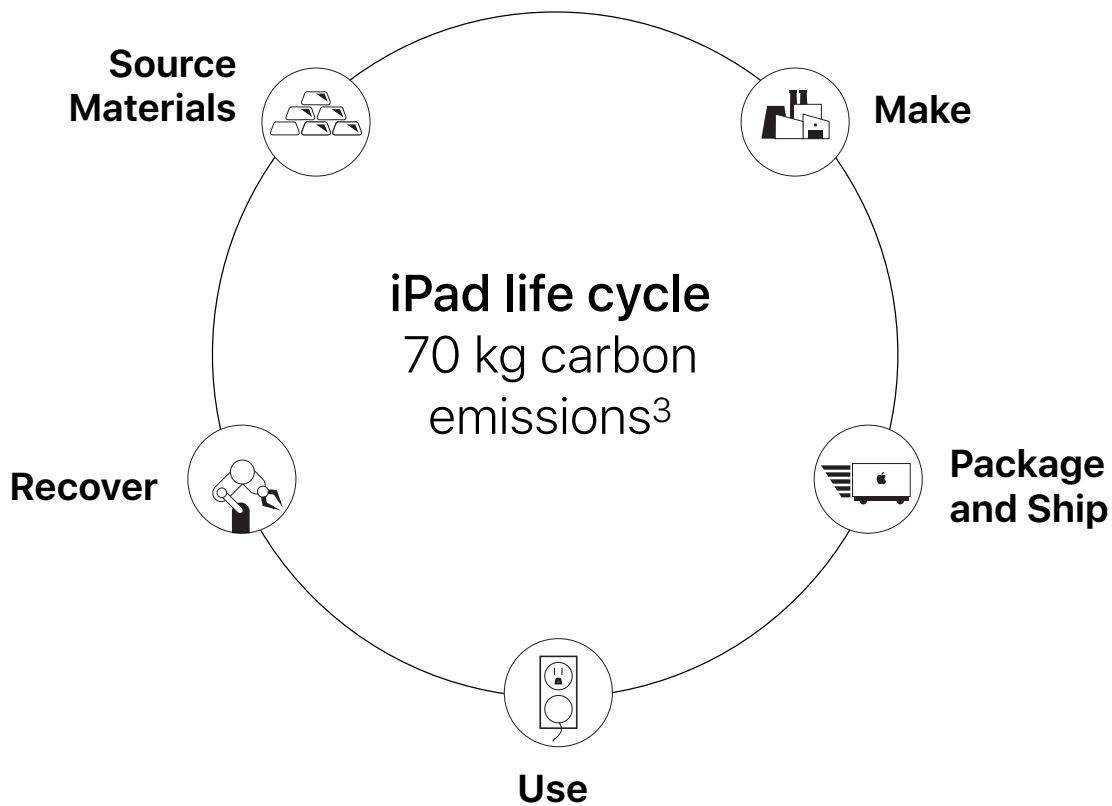 Source
Materials
Make
iPad life cycle
70 kg carbon
emissions³
Recover
Package
and Ship
Use